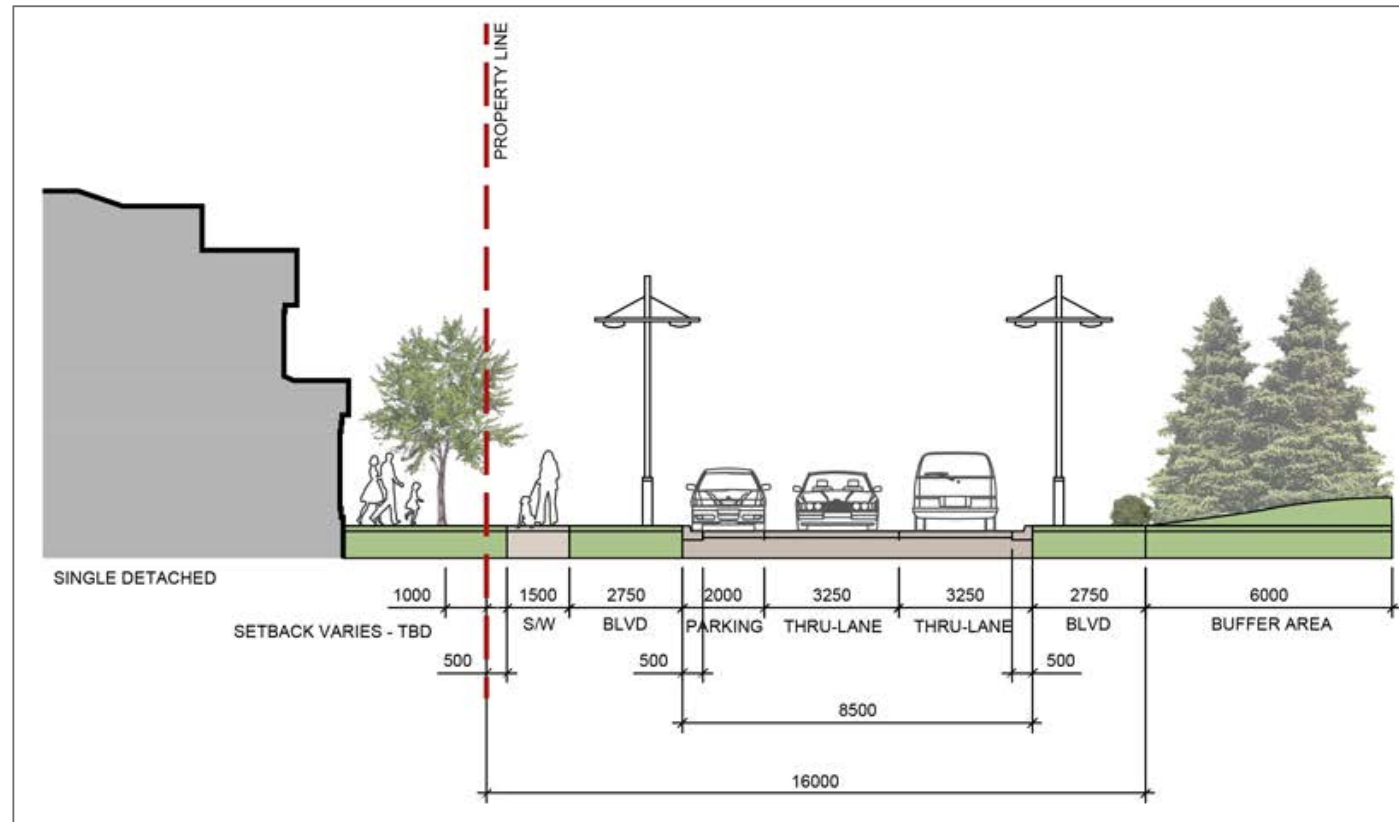 PROPERTY LINE
SINGLE DETACHED
1000 1500 2750 2000 3250 3250 2750 6000
SETBACK VARIES - TBD S/W BLVD PARKING THRU-LANE THRU-LANE BLVD BUFFER AREA
500 500 500
8500
16000